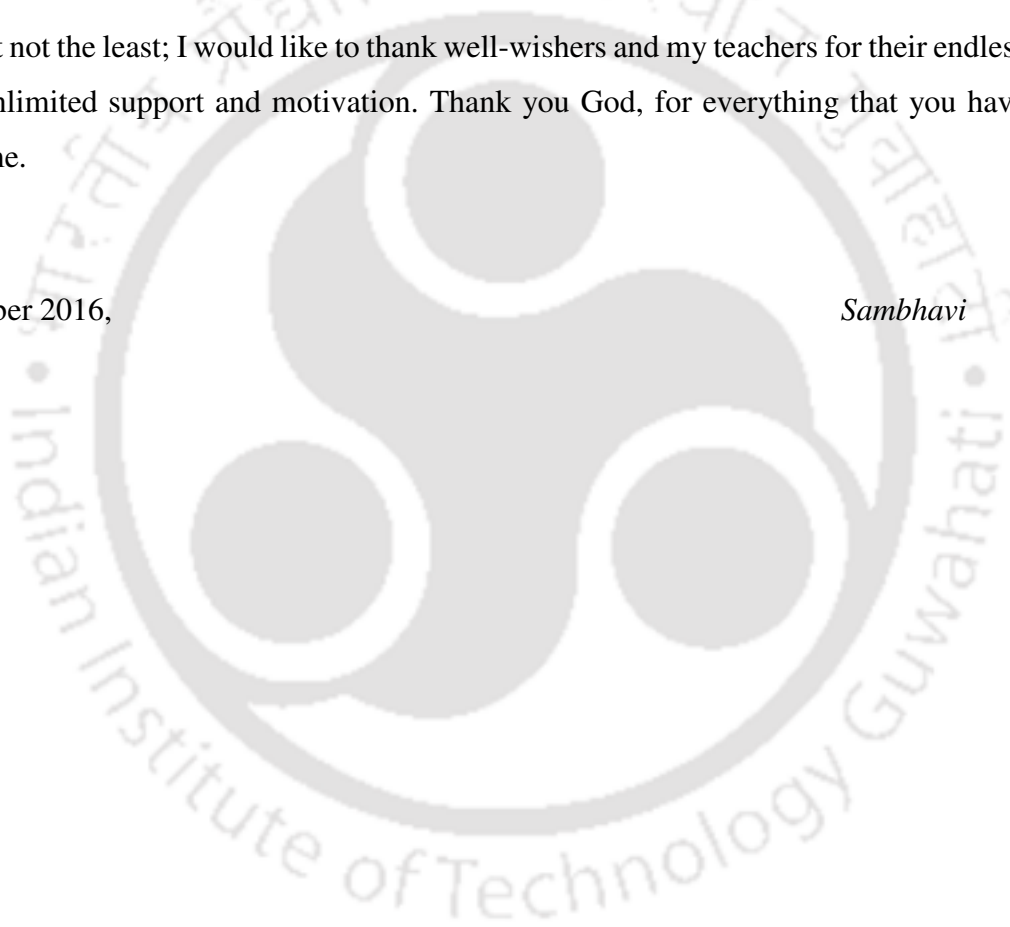 t not the least; I would like to thank well-wishers and my teachers for their endles
nlimited support and motivation. Thank you God, for everything that you hav
ne.
ber 2016,
Sambhavi
Indian Institute of Technology Guwahati